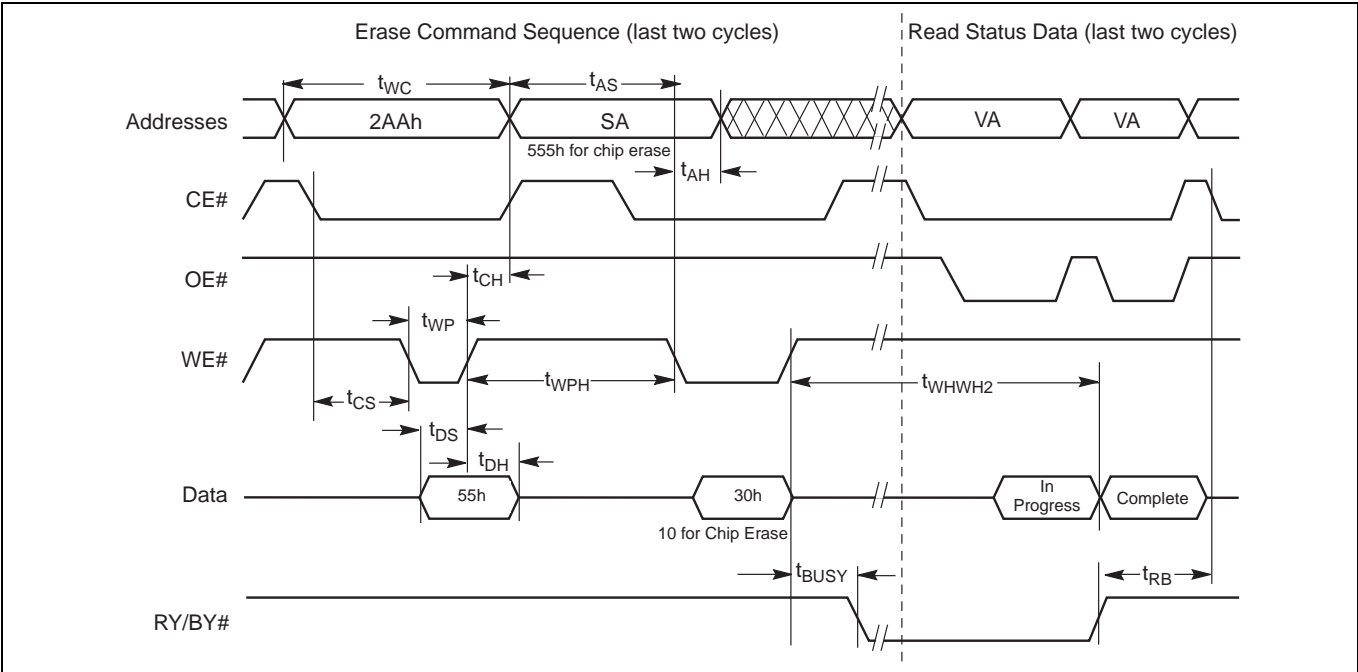 Erase Command Sequence (last two cycles)
Read Status Data (last two cycles)
tWC
tAS
Addresses
2AAh
SA
VA
VA
555h for chip erase
tAH
CE#
OE#
tCH
tWP
WE#
tWPH
tWHWH2
tCS
tDS
tDH
Data
55h
30h
In
Progress
Complete
10 for Chip Erase
tBUSY
tRB
RY/BY#